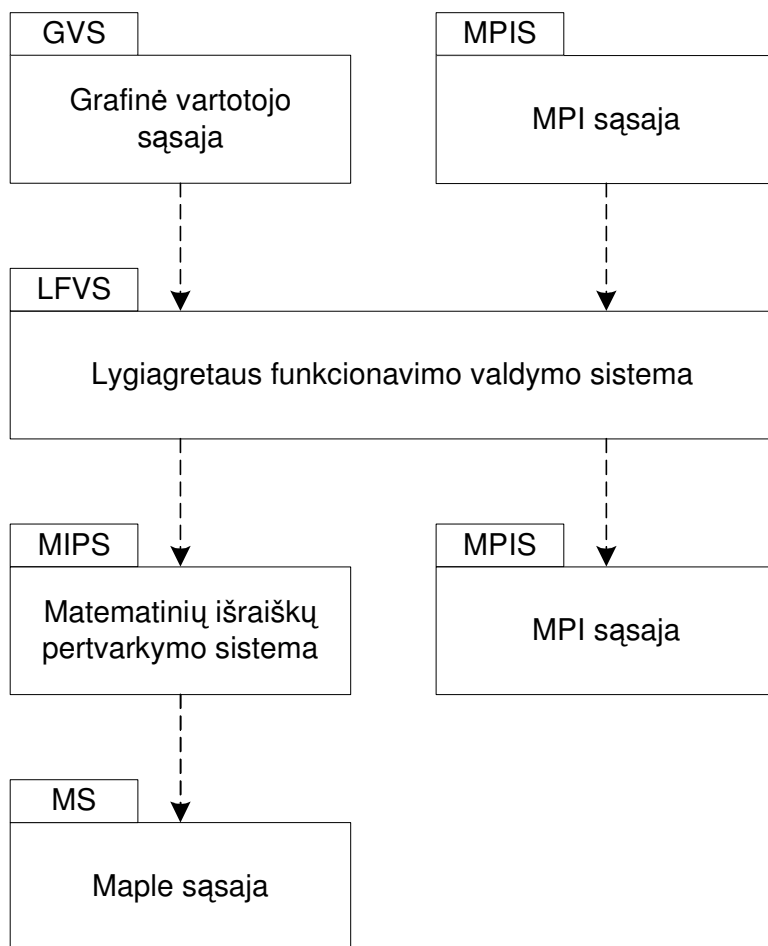 GVS
Grafinė vartotojo
sąsaja
MPIS
MPI sąsaja
LFVS
Lygiagretaus funkcionavimo valdymo sistema
MIPS
Matematinių išraiškų
pertvarkymo sistema
MPIS
MPI sąsaja
MS
Maple sąsaja